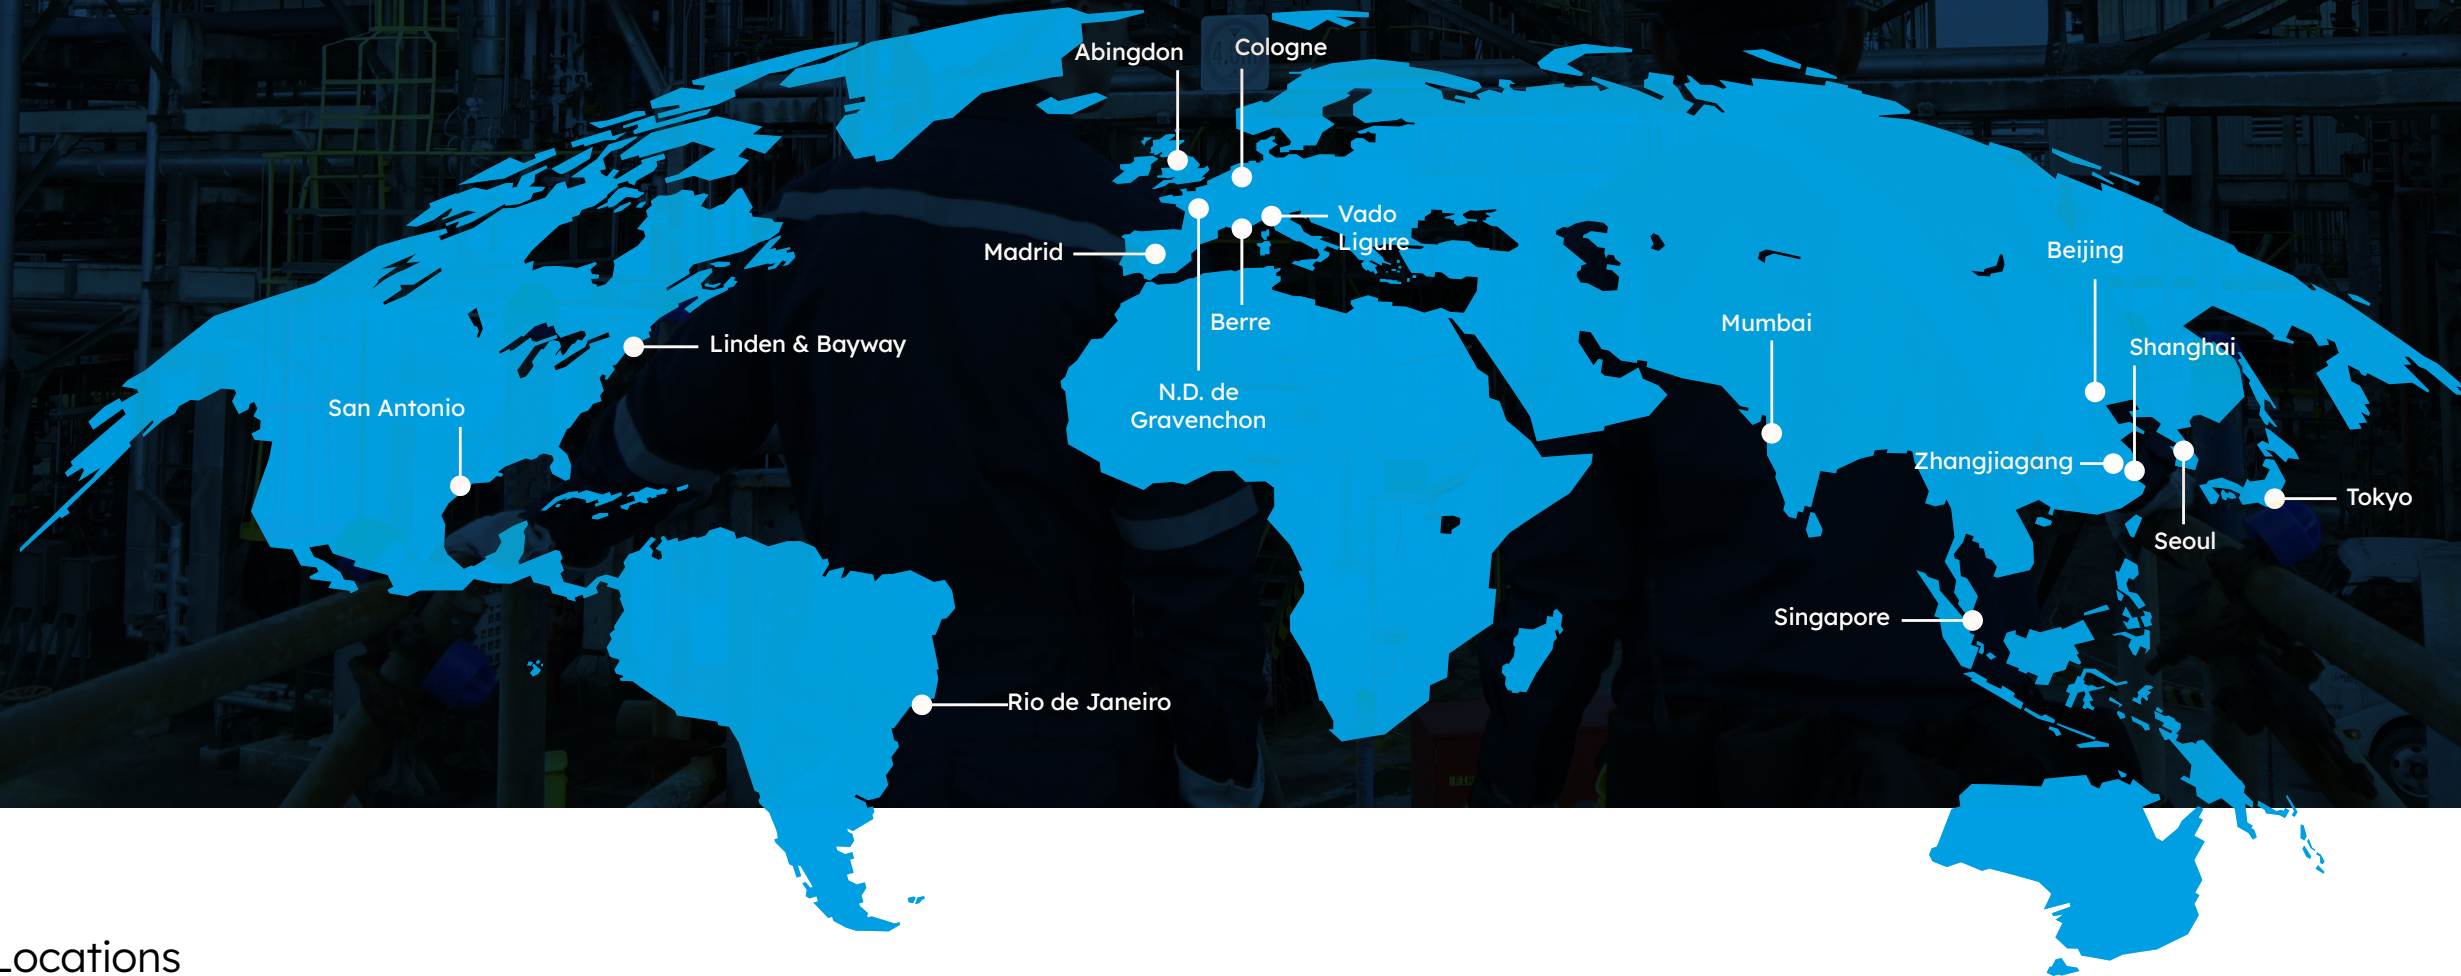 Abingdon
Cologne
Vado
Ligure
Madrid
Beijing
Berre
Mumbai
Linden & Bayway
Shanghai
N.D. de
Gravenchon
San Antonio
Zhangjiagang
Tokyo
Seoul
Singapore
Rio de Janeiro
Locations